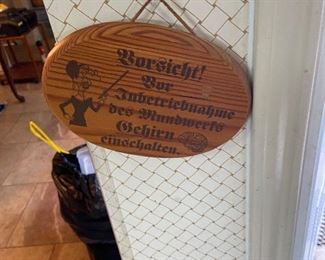 Vorsicht!
Vor
Inbetriebnahme
des Mundwerks
Gehirn
einschalten.